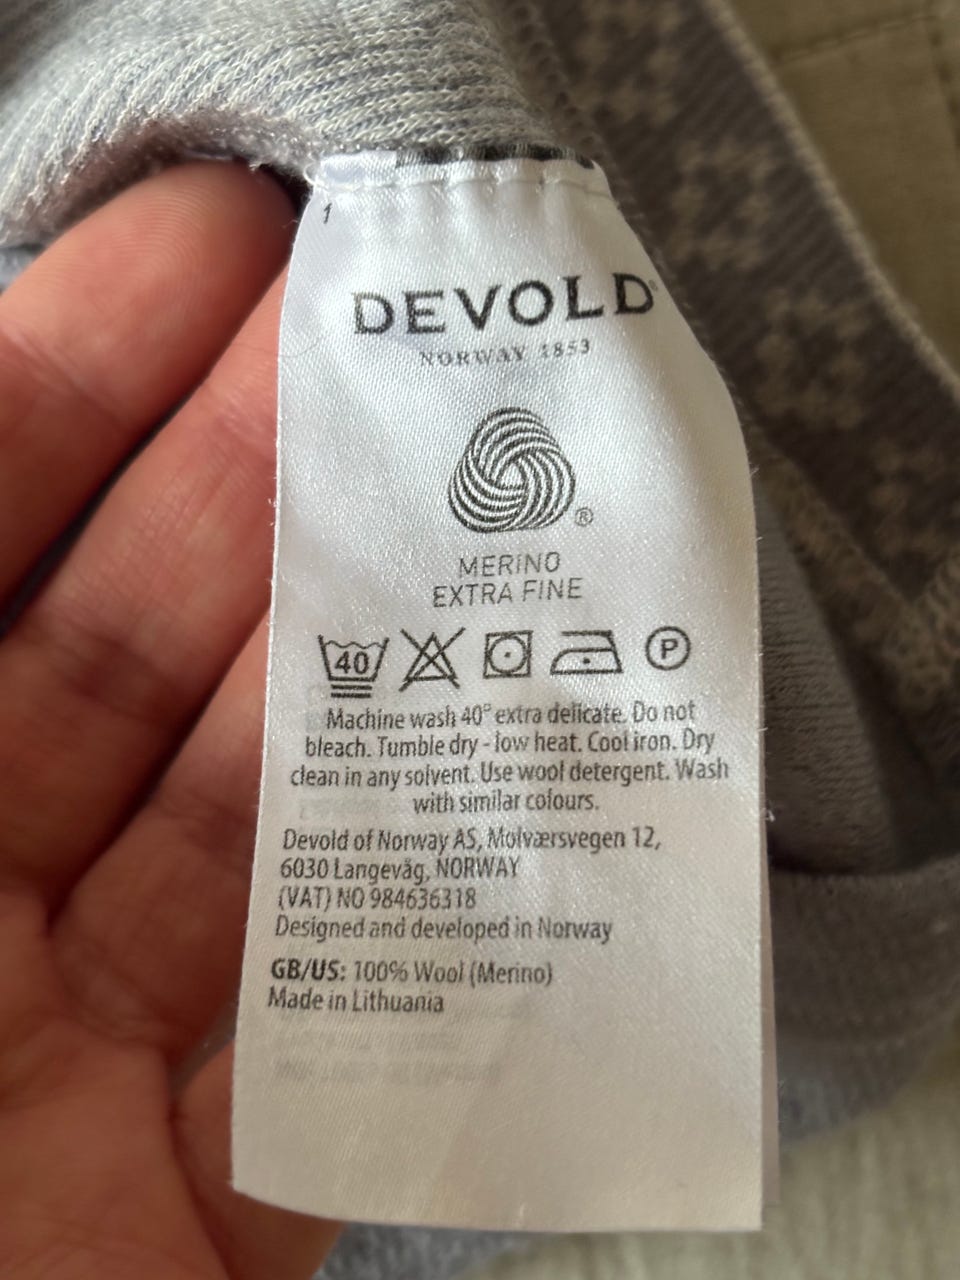 1
DEVOLD®
NORWAY 1853
®
MERINO
EXTRA FINE
40
P
Machine wash 40° extra delicate. Do not
bleach. Tumble dry - low heat. Cool iron. Dry
clean in any solvent. Use wool detergent. Wash
with similar colours.
Devold of Norway AS, Molværsvegen 12,
6030 Langevåg, NORWAY
(VAT) NO 984636318
Designed and developed in Norway
GB/US: 100% Wool (Merino)
Made in Lithuania